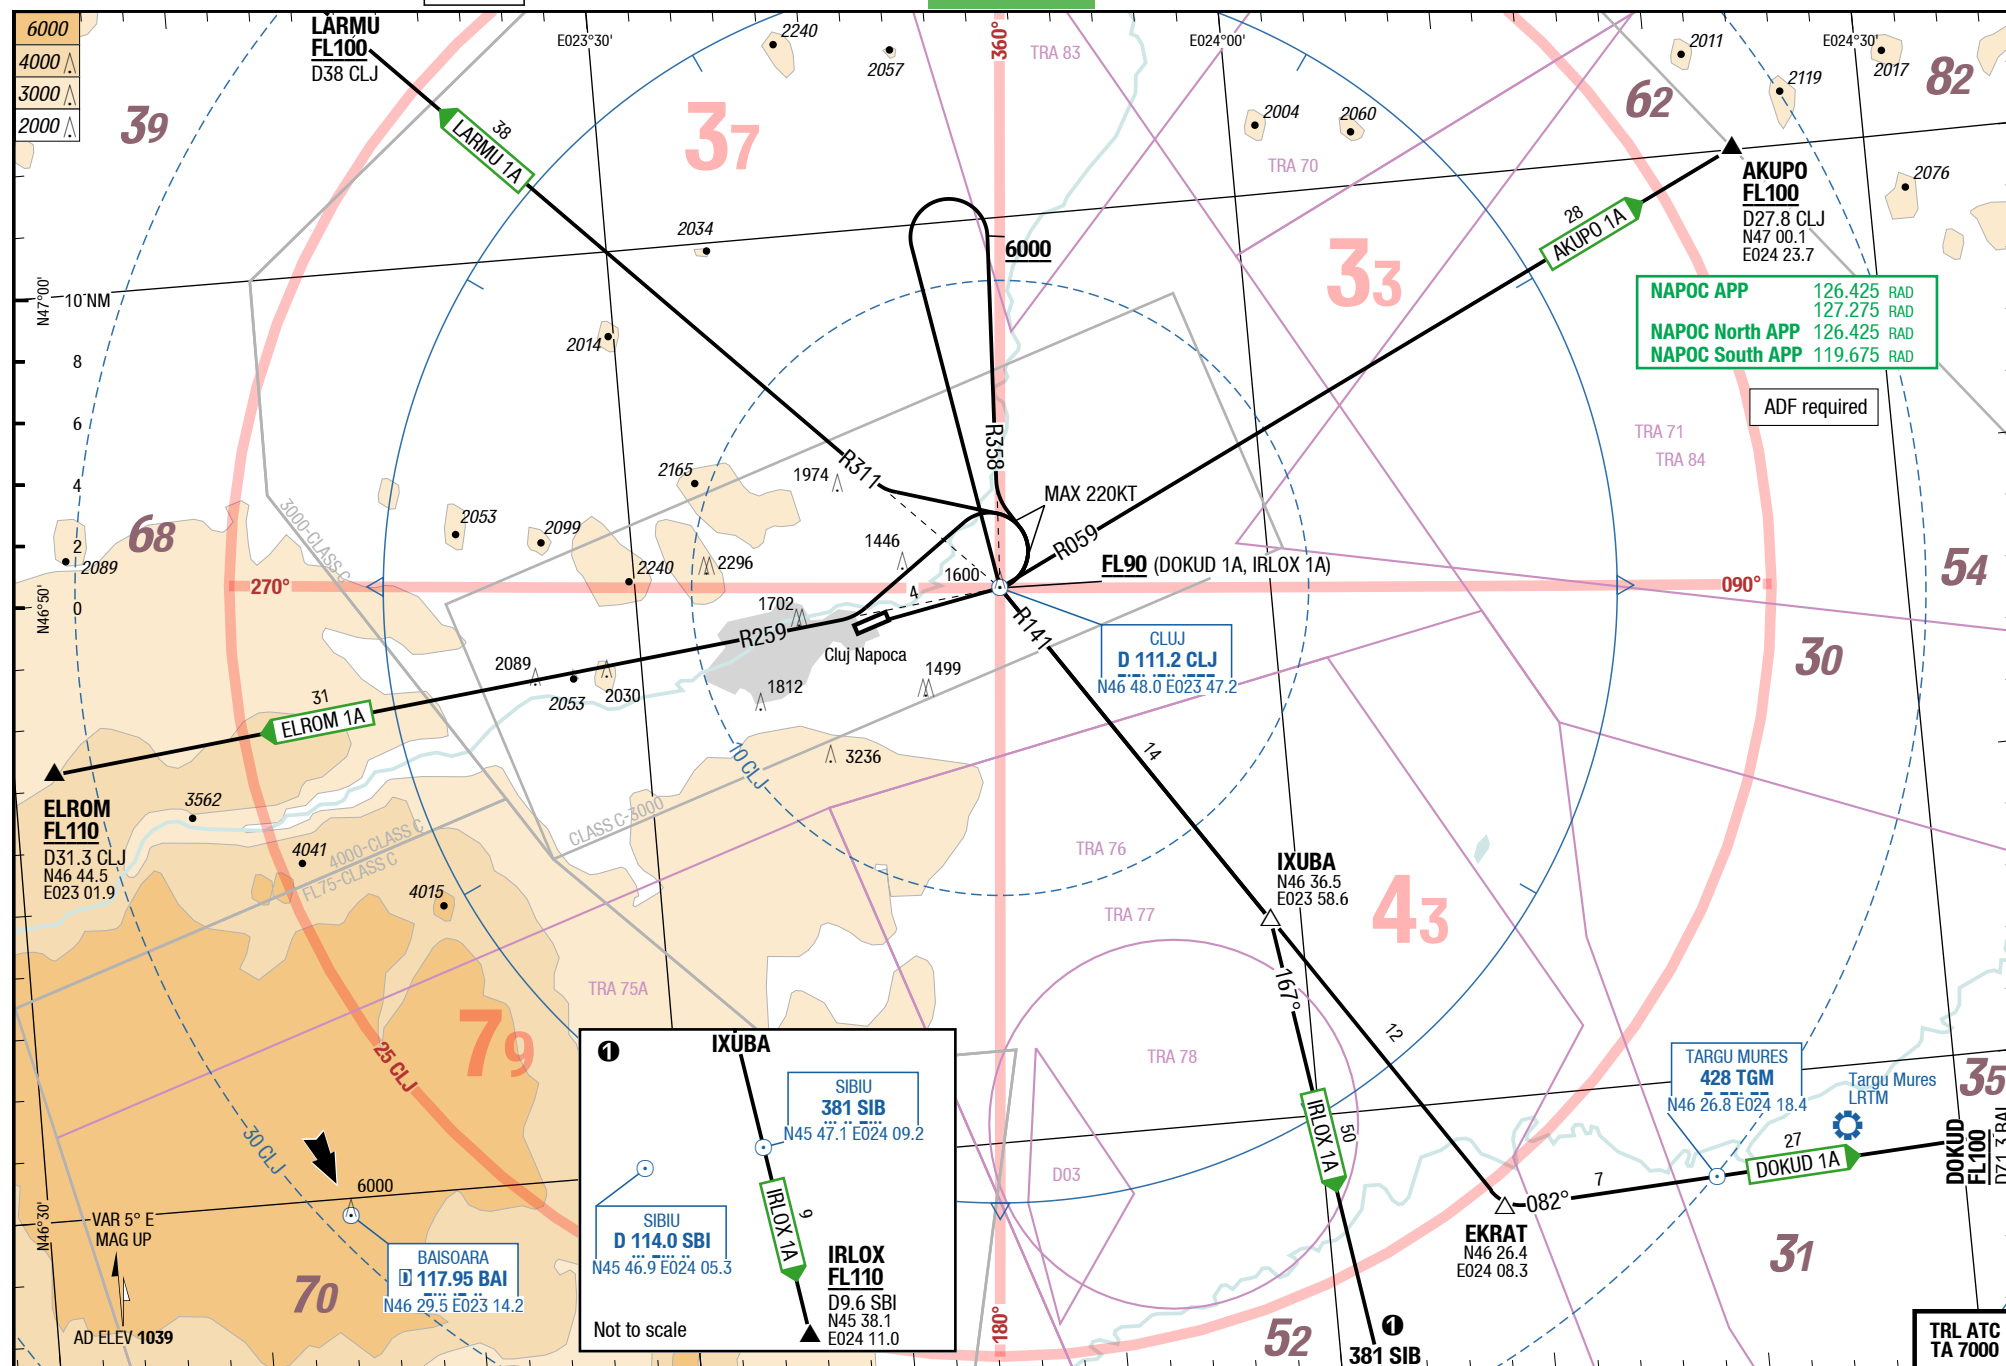 6000
4000
3000
2000
LARMU
FL100
D38 CLJ
E023°30'
2240
2057
360°
TRA 83
E024°00'
2011
E024°30'
2017
82
62
2119
39
38
LARMU 1A
37
2004
2060
TRA 70
AKUPO
FL100
D27.8 CLJ
N47 00.1
E024 23.7
2076
28
AKUPO 1A
2034
6000
33
NAPOC APP 126.425 RAD
127.275 RAD
NAPOC North APP 126.425 RAD
NAPOC South APP 119.675 RAD
ADF required
N47°00'
10 NM
8
6
4
2
0
2014
TRA 71
TRA 84
R311
R358
2165
1974
MAX 220KT
R059
3000-CLASS C
68
2053
2099
2089
1446
2296
2240
1600
FL90 (DOKUD 1A, IRLOX 1A)
54
270°
090°
4
N46°50'
1702
R259
R141
Cluj Napoca
CLUJ
D 111.2 CLJ
N46 48.0 E023 47.2
30
2089
2053
2030
1499
1812
31
ELROM 1A
10 CLJ
14
3236
ELROM
FL110
D31.3 CLJ
N46 44.5
E023 01.9
3562
4041
4000-CLASS C
FL75-CLASS C
CLASS C-3000
4015
TRA 76
IXUBA
N46 36.5
E023 58.6
TRA 77
43
TRA 75A
167°
12
79
25 CLJ
1
IXUBA
TRA 78
SIBIU
381 SIB
N45 47.1 E024 09.2
TARGU MURES
428 TGM
N46 26.8 E024 18.4
Targu Mures
LRTM
35
30 CLJ
IRLOX 1A
50
27
DOKUD 1A
DOKUD
FL100
D71.3 BAI
D03
7
082°
6000
N46°30'
VAR 5° E
MAG UP
SIBIU
D 114.0 SBI
N45 46.9 E024 05.3
IRLOX 1A
9
IRLOX
FL110
D9.6 SBI
N45 38.1
E024 11.0
EKRAT
N46 26.4
E024 08.3
31
BAISOARA
D 117.95 BAI
N46 29.5 E023 14.2
70
AD ELEV 1039
Not to scale
180°
52
1
381 SIB
TRL ATC
TA 7000